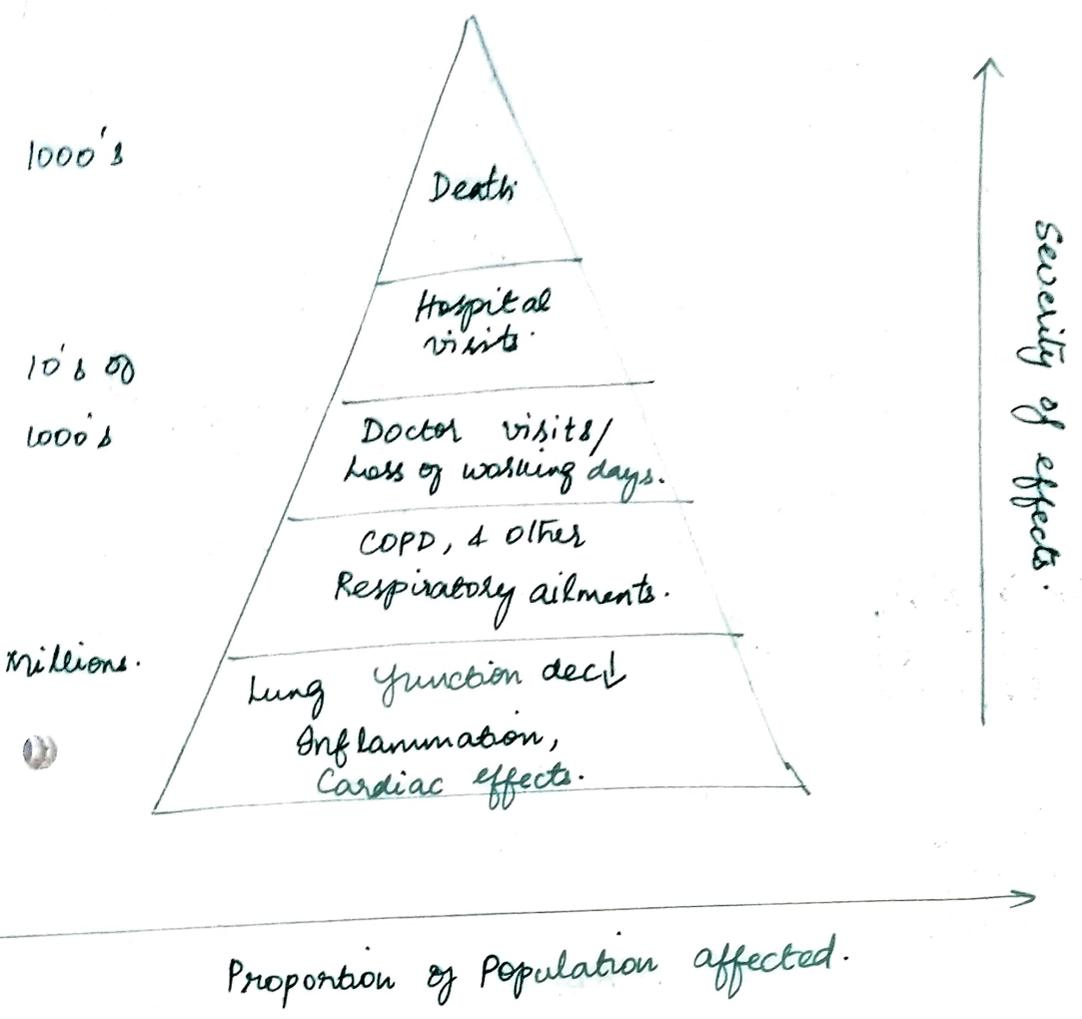 1000's
Death
Hospital
visits.
10's of
1000's
Doctor visits/
Loss of working days.
COPD, & other
Respiratory ailments.
Millions.
Lung function dec↓
Inflammation,
Cardiac effects.
Severity of effects.
Proportion of Population affected.